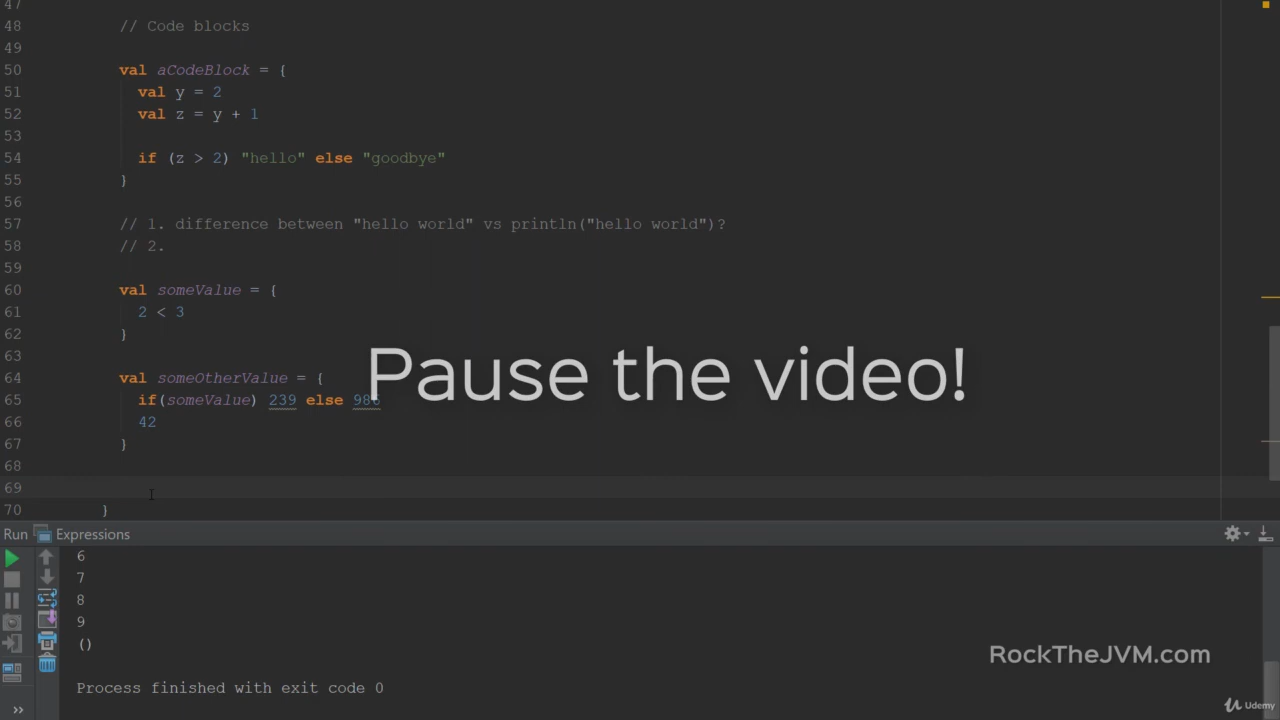 47
48 // Code blocks
49
50 val aCodeBlock = {
51 val y = 2
52 val z = y + 1
53
54 if (z > 2) "hello" else "goodbye"
55 }
56
57 // 1. difference between "hello world" vs println("hello world")?
58 // 2.
59
60 val someValue = {
61 2 < 3
62 }
63
Pause the video!
64 val someOtherValue = {
65 if(someValue) 239 else 986
66 42
67 }
68
69
70 }
Run Expressions
6
7
8
9
()
RockTheJVM.com
Process finished with exit code 0
Udemy